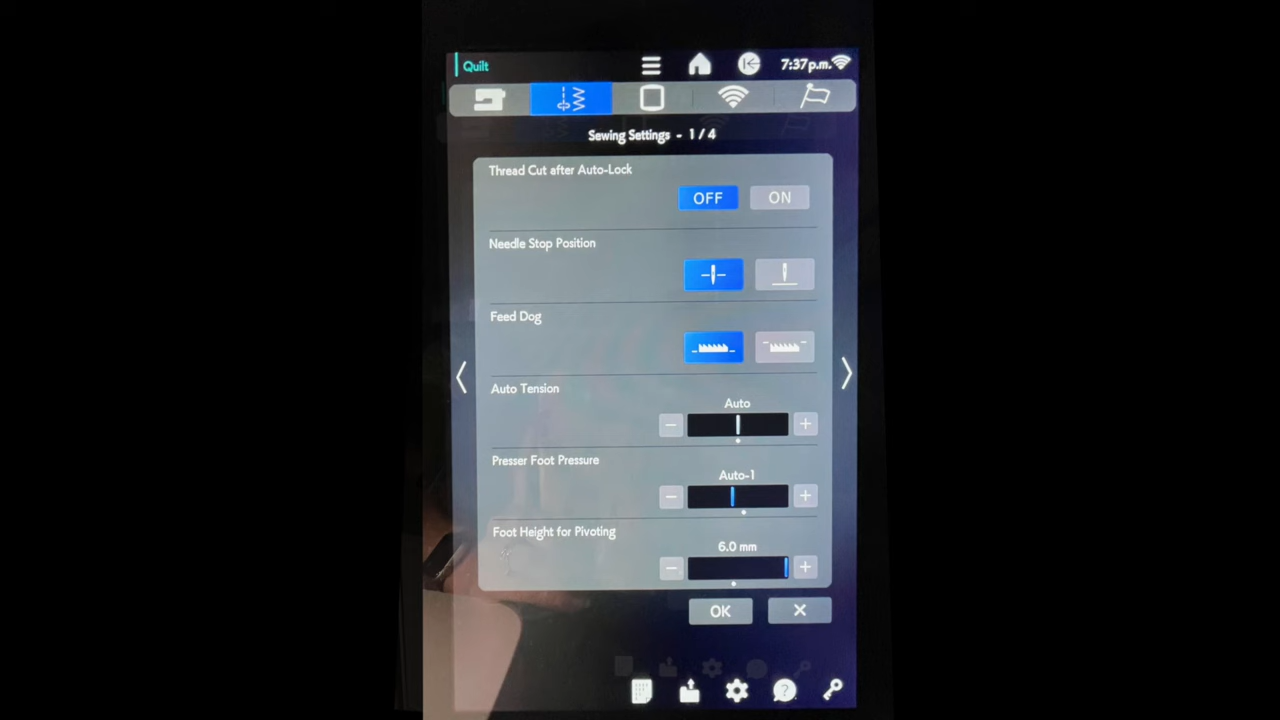 Quilt
7:37p.m.
Sewing Settings - 1 / 4
Thread Cut after Auto-Lock
OFF ON
Needle Stop Position
Feed Dog
Auto Tension
Auto
Presser Foot Pressure
Auto-1
Foot Height for Pivoting
6.0 mm
OK